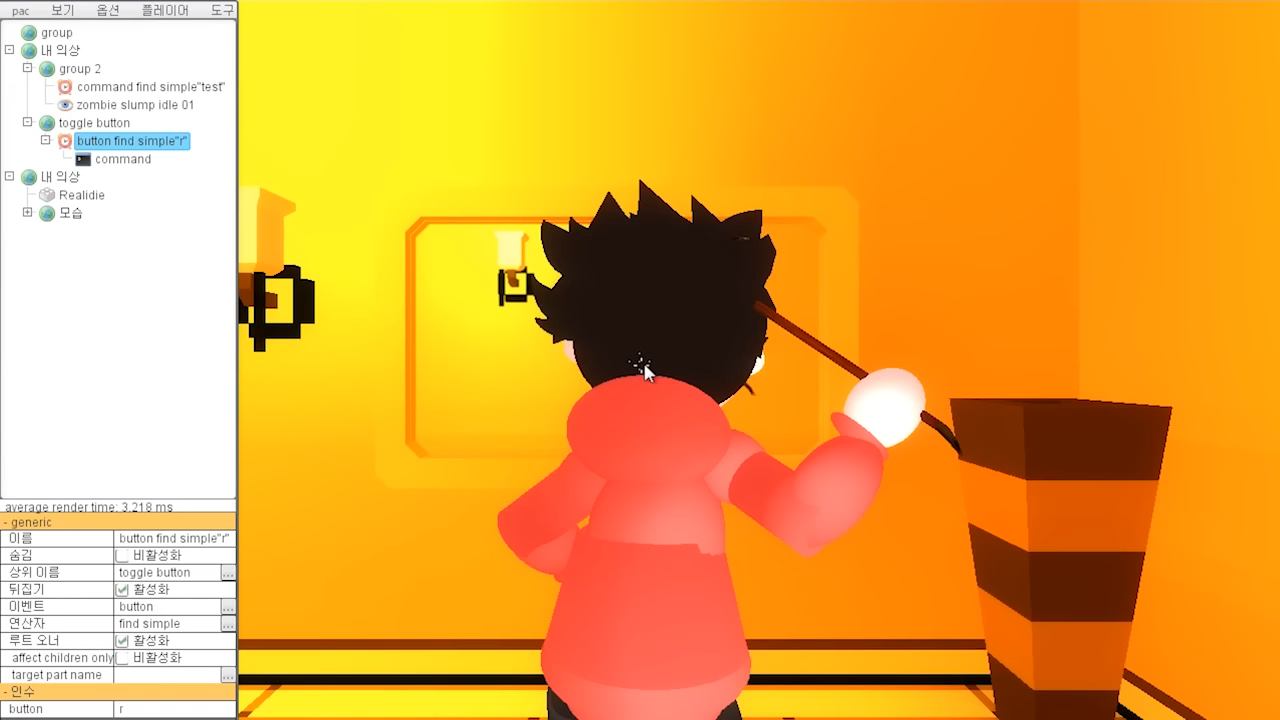 pac 보기 옵션 플레이어 도구
group
내 의상
group 2
command find simple"test"
zombie slump idle 01
toggle button
button find simple"r"
command
내 의상
Realidie
모습
average render time: 3.218 ms
- generic
이름 button find simple"r"
숨김 비활성화
상위 이름 toggle button ...
뒤집기 활성화
이벤트 button ...
연산자 find simple ...
루트 오너 활성화
affect children only 비활성화
target part name ...
- 인수
button r